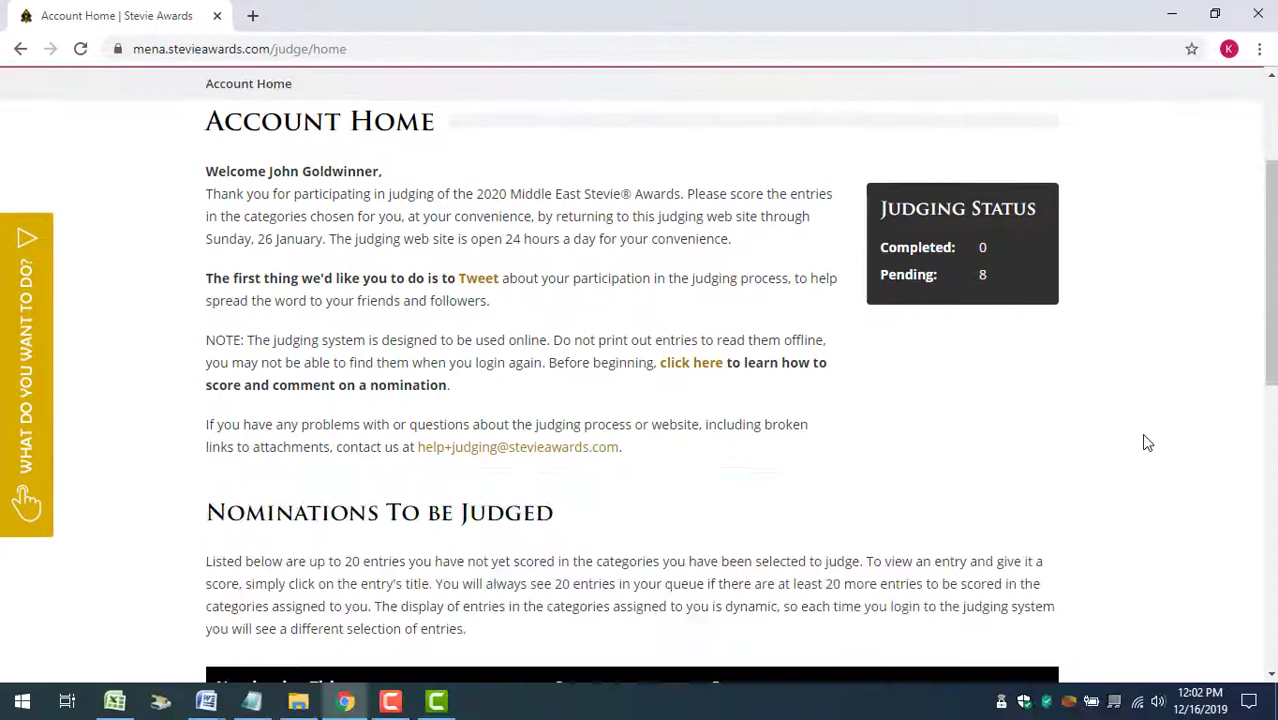 Account Home | Stevie Awards
mena.stevieawards.com/judge/home
K
Account Home
ACCOUNT HOME
Welcome John Goldwinner,
Thank you for participating in judging of the 2020 Middle East Stevie® Awards. Please score the entries
in the categories chosen for you, at your convenience, by returning to this judging web site through
Sunday, 26 January. The judging web site is open 24 hours a day for your convenience.
The first thing we'd like you to do is to Tweet about your participation in the judging process, to help
spread the word to your friends and followers.
NOTE: The judging system is designed to be used online. Do not print out entries to read them offline,
you may not be able to find them when you login again. Before beginning, click here to learn how to
score and comment on a nomination.
If you have any problems with or questions about the judging process or website, including broken
links to attachments, contact us at help+judging@stevieawards.com.
JUDGING STATUS
Completed: 0
Pending: 8
WHAT DO YOU WANT TO DO?
NOMINATIONS TO BE JUDGED
Listed below are up to 20 entries you have not yet scored in the categories you have been selected to judge. To view an entry and give it a
score, simply click on the entry's title. You will always see 20 entries in your queue if there are at least 20 more entries to be scored in the
categories assigned to you. The display of entries in the categories assigned to you is dynamic, so each time you login to the judging system
you will see a different selection of entries.
12:02 PM
12/16/2019